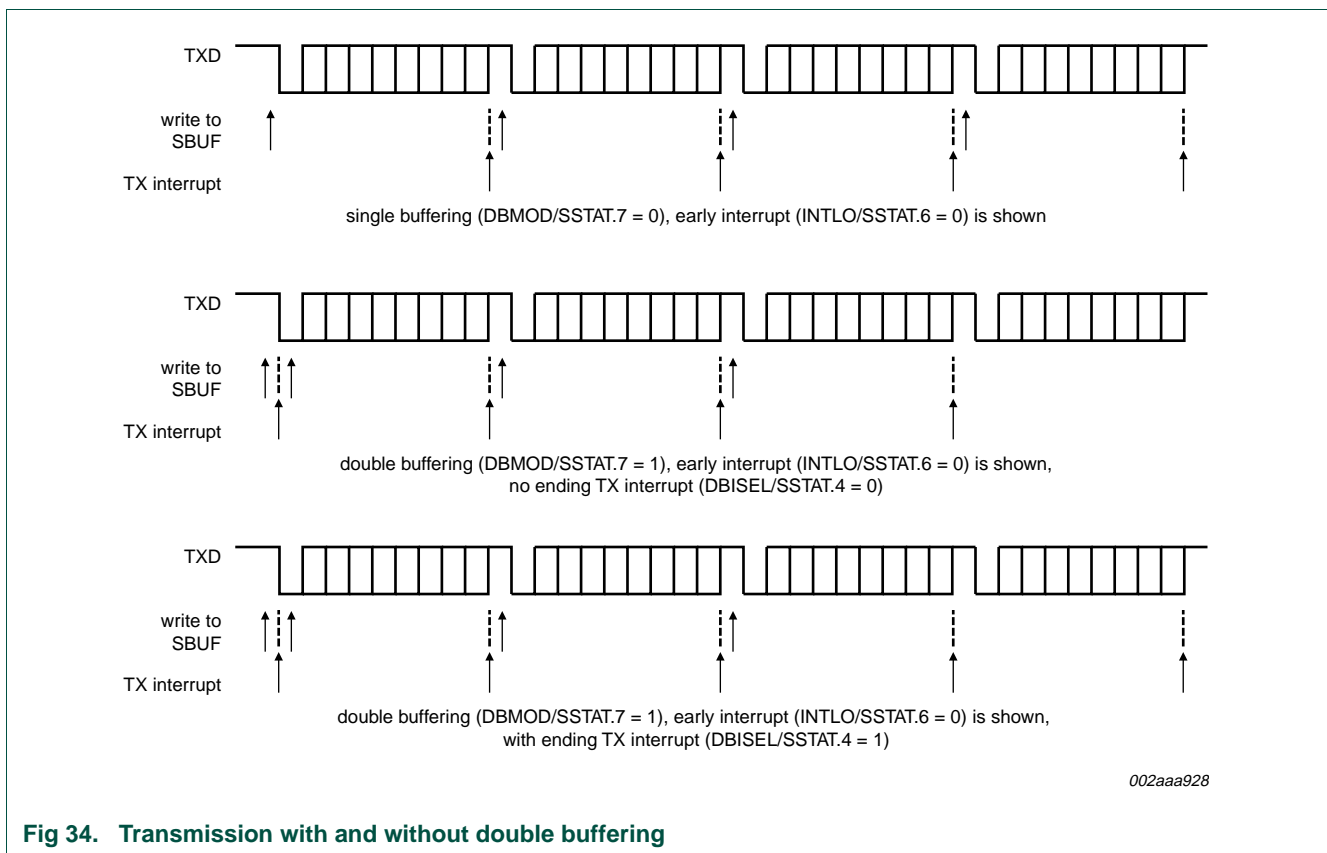 TXD
write to
SBUF
TX interrupt
single buffering (DBMOD/SSTAT.7 = 0), early interrupt (INTLO/SSTAT.6 = 0) is shown
TXD
write to
SBUF
TX interrupt
double buffering (DBMOD/SSTAT.7 = 1), early interrupt (INTLO/SSTAT.6 = 0) is shown,
no ending TX interrupt (DBISEL/SSTAT.4 = 0)
TXD
write to
SBUF
TX interrupt
double buffering (DBMOD/SSTAT.7 = 1), early interrupt (INTLO/SSTAT.6 = 0) is shown,
with ending TX interrupt (DBISEL/SSTAT.4 = 1)
002aaa928
Fig 34. Transmission with and without double buffering